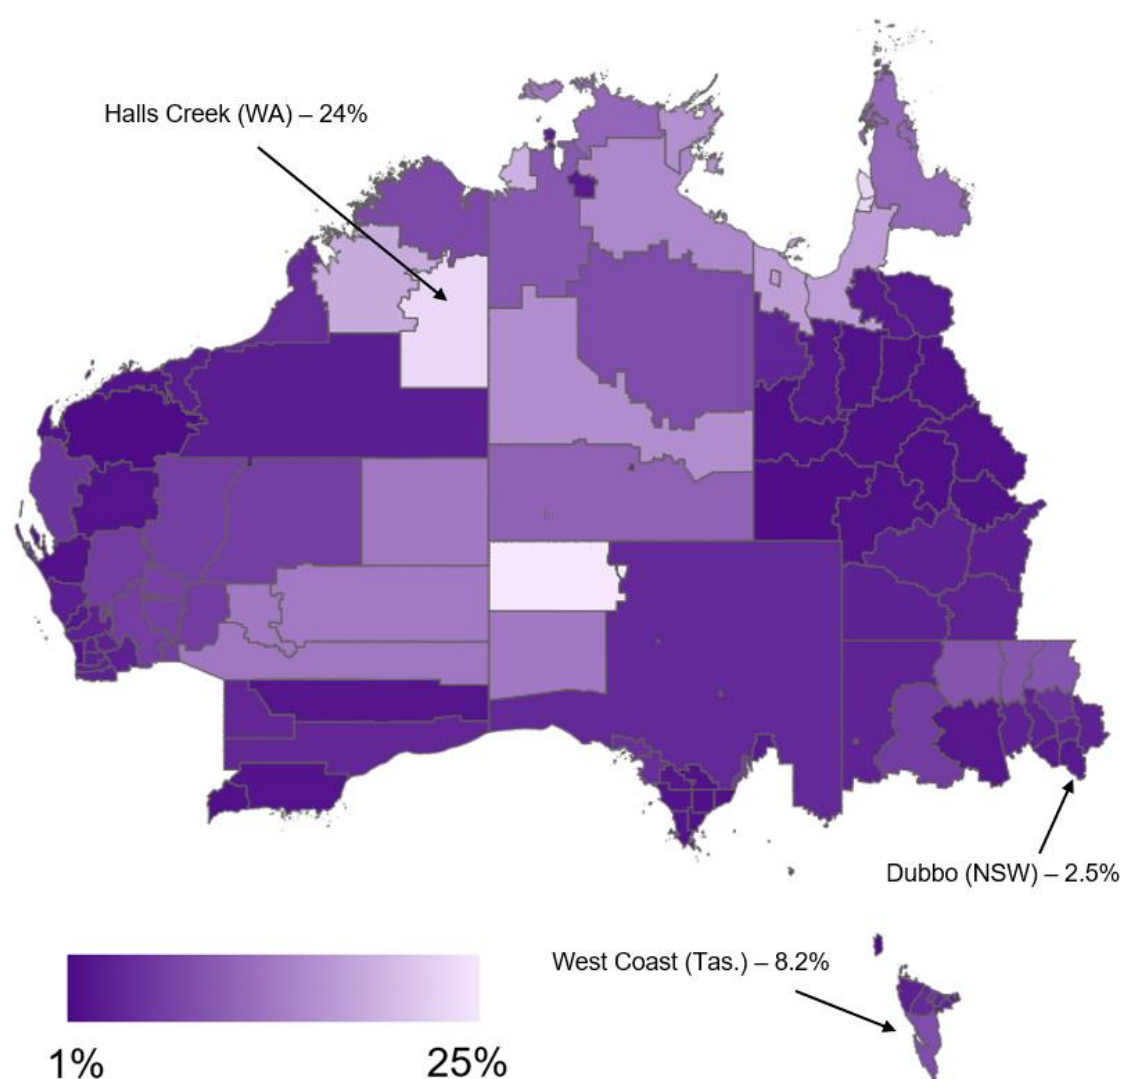 Halls Creek (WA) – 24%
Dubbo (NSW) – 2.5%
West Coast (Tas.) – 8.2%
1%
25%